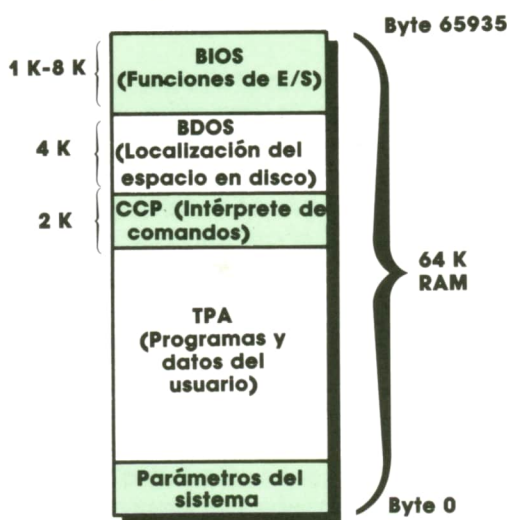 Byte 65935
1 K-8 K
BIOS
(Funciones de E/S)
4 K
BDOS
(Localización del
espacio en disco)
2 K
CCP (Intérprete de
comandos)
64 K
RAM
TPA
(Programas y
datos del
usuario)
Parámetros del
sistema
Byte 0